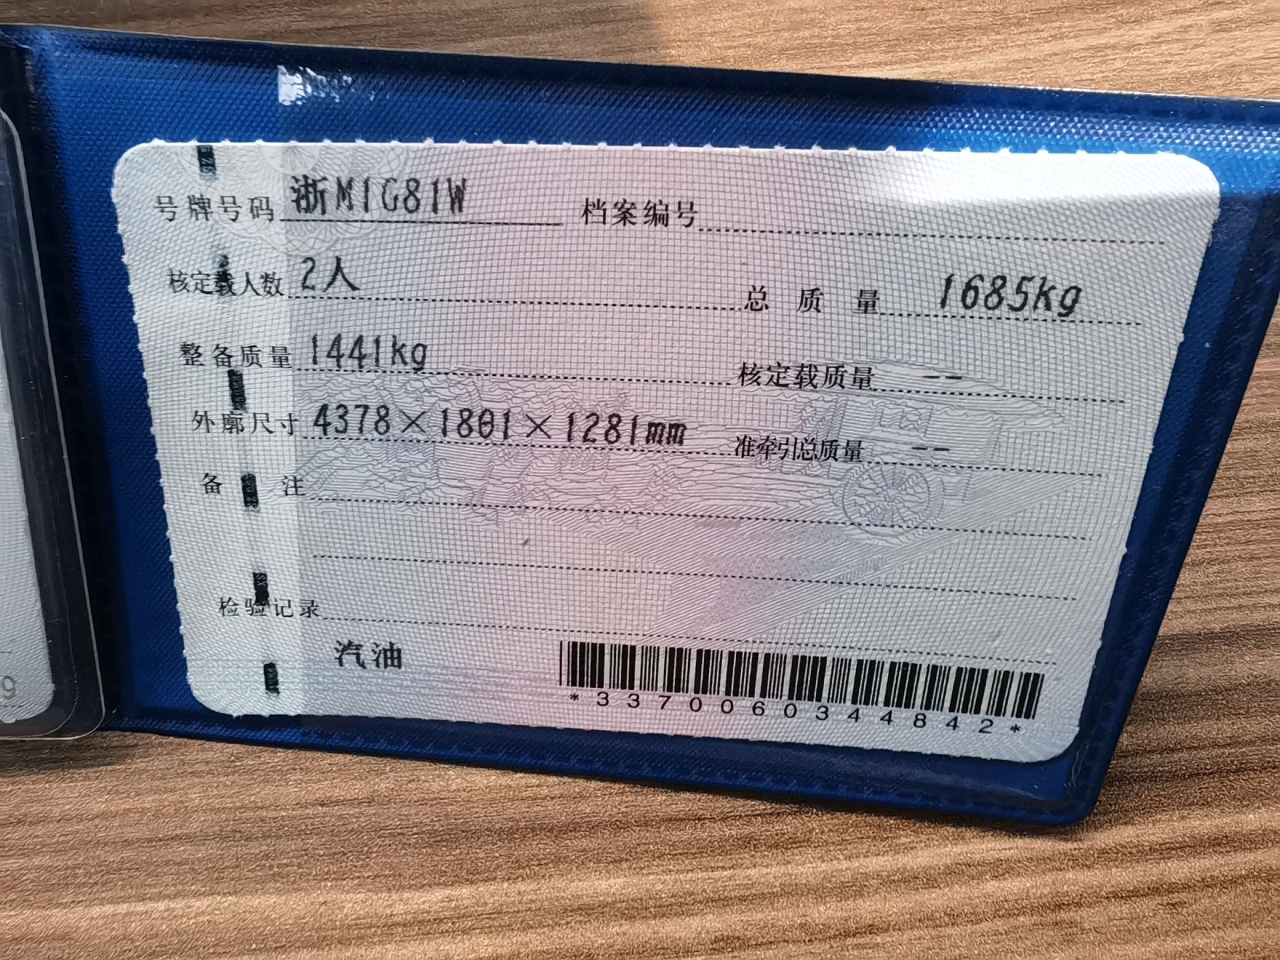 号牌号码 浙M1G81W 档案编号
核定载人数 2人 总质量 1685kg
整备质量 1441kg 核定载质量 --
外廓尺寸 4378×1801×1281mm 准牵引总质量 --
备注
检验记录
汽油
*3370060344842*
9